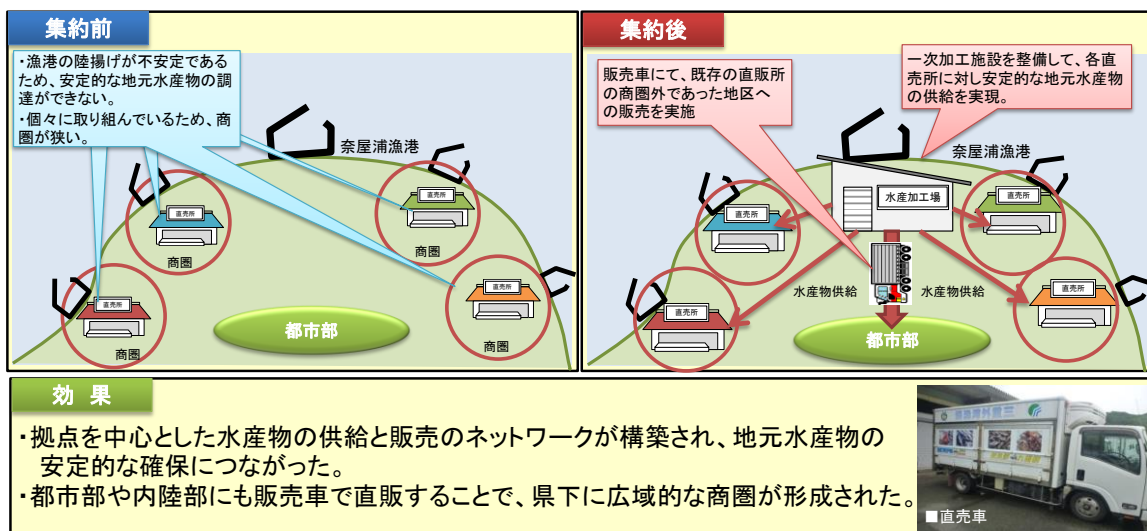 集約前
・漁港の陸揚げが不安定である
ため、安定的な地元水産物の調
達ができない。
・個々に取り組んでいるため、商
圏が狭い。
奈屋浦漁港
直売所
商圏
直売所
商圏
直売所
商圏
直売所
商圏
都市部
集約後
販売車にて、既存の直販所
の商圏外であった地区へ
の販売を実施
一次加工施設を整備して、各直
売所に対し安定的な地元水産物
の供給を実現。
奈屋浦漁港
水産加工場
直売所
直売所
直売所
直売所
水産物供給
水産物供給
都市部
効 果
・拠点を中心とした水産物の供給と販売のネットワークが構築され、地元水産物の
安定的な確保につながった。
・都市部や内陸部にも販売車で直販することで、県下に広域的な商圏が形成された。
■直売車